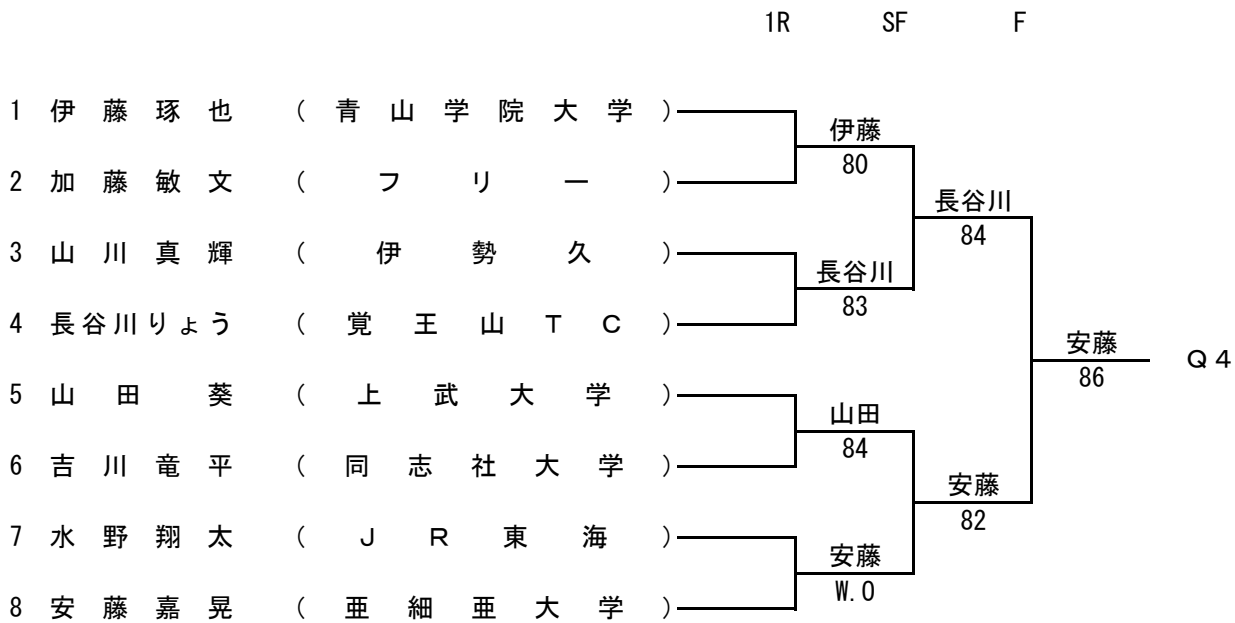 1R SF F
1 伊藤琢也 (青山学院大学)
伊藤
80
2 加藤敏文 (フリー)
長谷川
84
3 山川真輝 (伊勢久)
長谷川
83
4 長谷川りょう (覚王山TC)
安藤
86
Q4
5 山田葵 (上武大学)
山田
84
6 吉川竜平 (同志社大学)
安藤
82
7 水野翔太 (JR東海)
安藤
W.O
8 安藤嘉晃 (亜細亜大学)